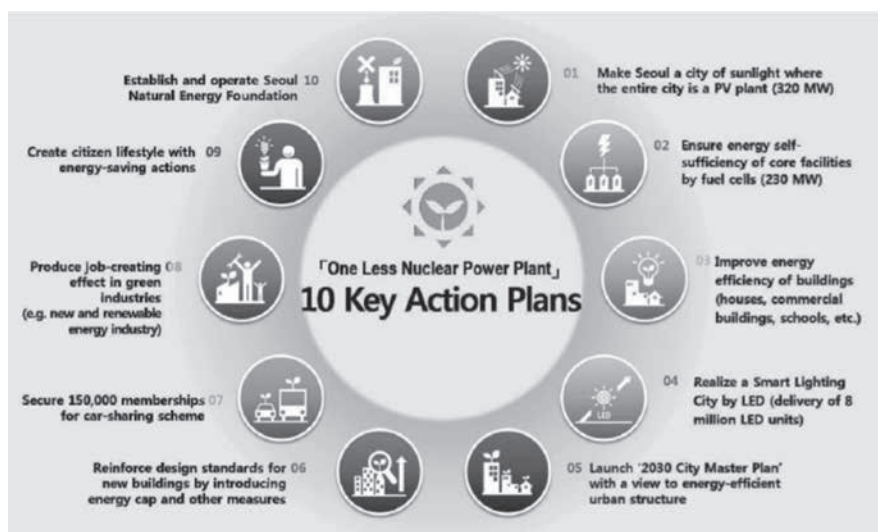 「One Less Nuclear Power Plant」
10 Key Action Plans
01 Make Seoul a city of sunlight where
the entire city is a PV plant (320 MW)
02 Ensure energy self-
sufficiency of core facilities
by fuel cells (230 MW)
03 Improve energy
efficiency of buildings
(houses, commercial
buildings, schools, etc.)
04 Realize a Smart Lighting
City by LED (delivery of 8
million LED units)
LED
05 Launch '2030 City Master Plan'
with a view to energy-efficient
urban structure
Reinforce design standards for 06
new buildings by introducing
energy cap and other measures
Secure 150,000 memberships 07
for car-sharing scheme
Produce job-creating 08
effect in green
industries
(e.g. new and renewable
energy industry)
Create citizen lifestyle with 09
energy-saving actions
Establish and operate Seoul 10
Natural Energy Foundation